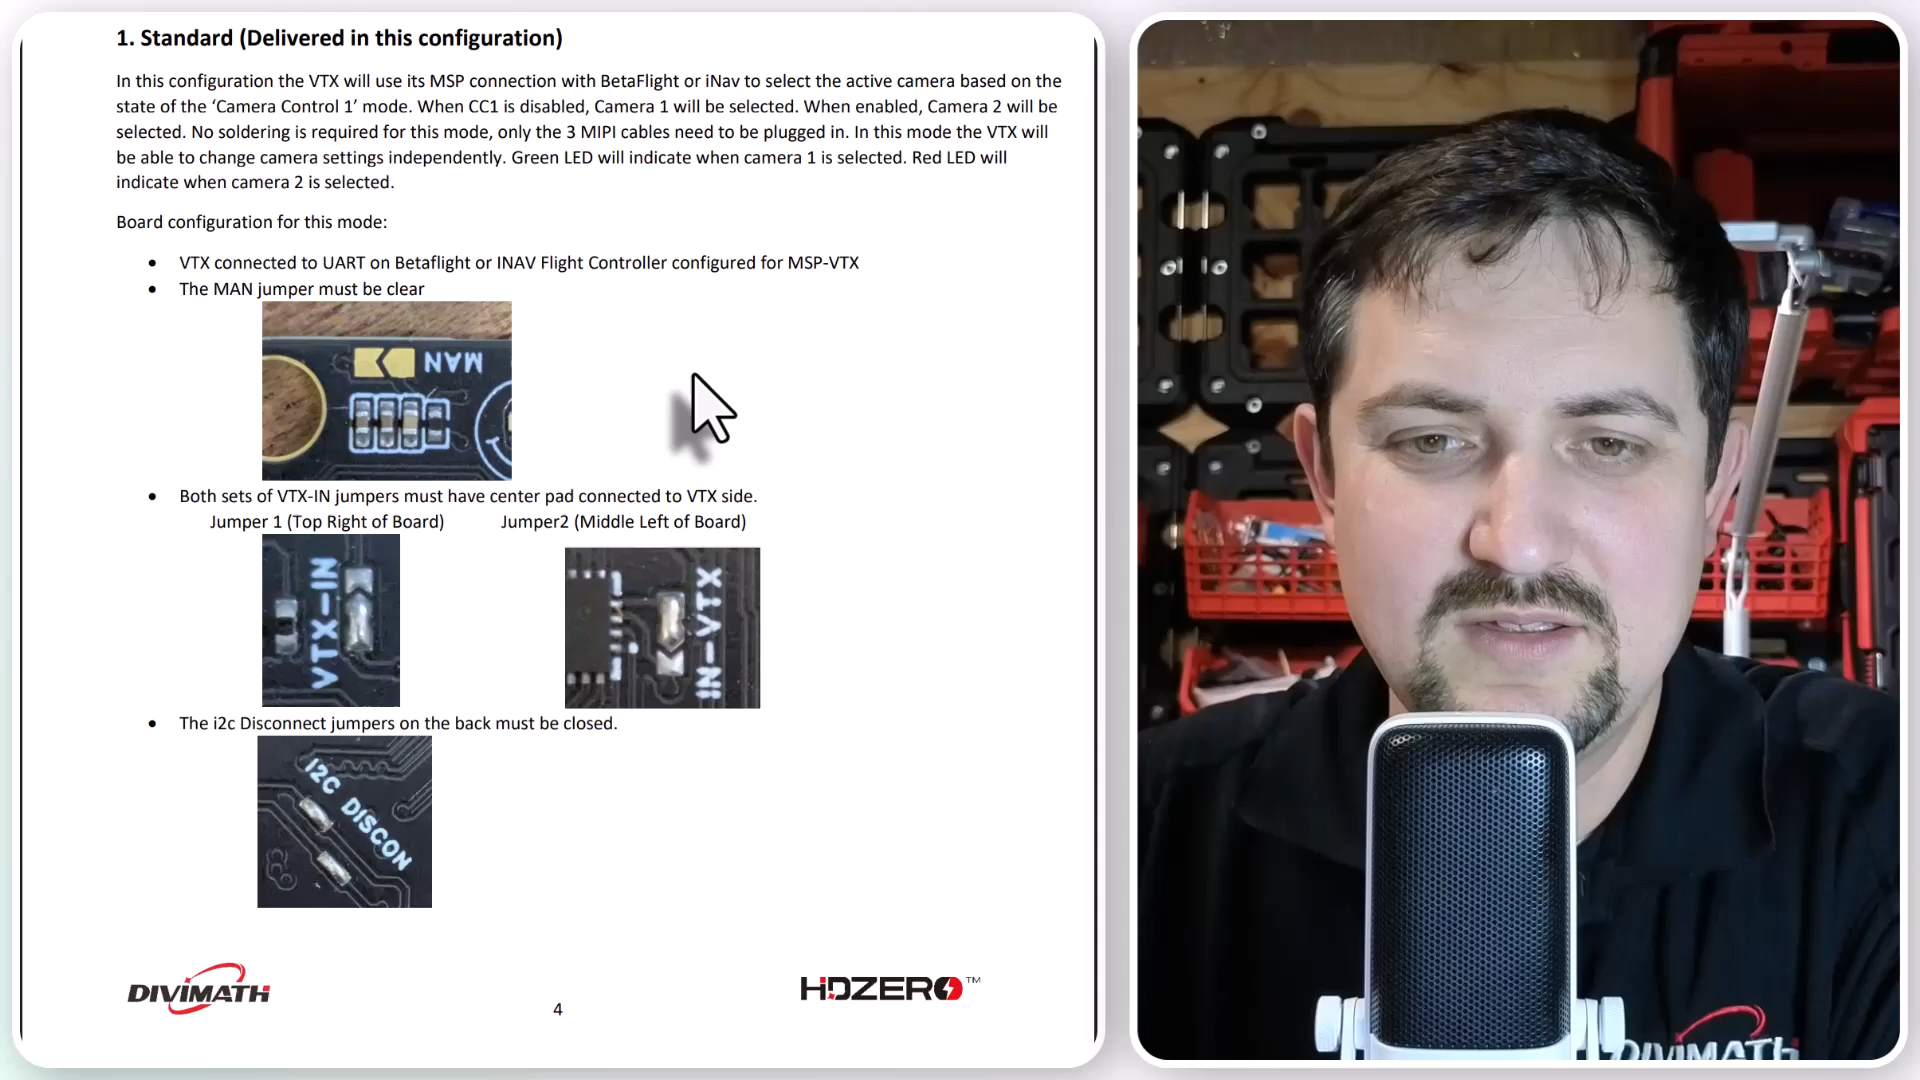 1. Standard (Delivered in this configuration)
In this configuration the VTX will use its MSP connection with BetaFlight or iNav to select the active camera based on the
state of the ‘Camera Control 1’ mode. When CC1 is disabled, Camera 1 will be selected. When enabled, Camera 2 will be
selected. No soldering is required for this mode, only the 3 MIPI cables need to be plugged in. In this mode the VTX will
be able to change camera settings independently. Green LED will indicate when camera 1 is selected. Red LED will
indicate when camera 2 is selected.
Board configuration for this mode:
• VTX connected to UART on Betaflight or INAV Flight Controller configured for MSP-VTX
• The MAN jumper must be clear
MAN
• Both sets of VTX-IN jumpers must have center pad connected to VTX side.
Jumper 1 (Top Right of Board) Jumper2 (Middle Left of Board)
VTX-IN
IN-VTX
• The i2c Disconnect jumpers on the back must be closed.
I2C DISCON
DIVIMATH
4
HDZERO™
DIVIMATH